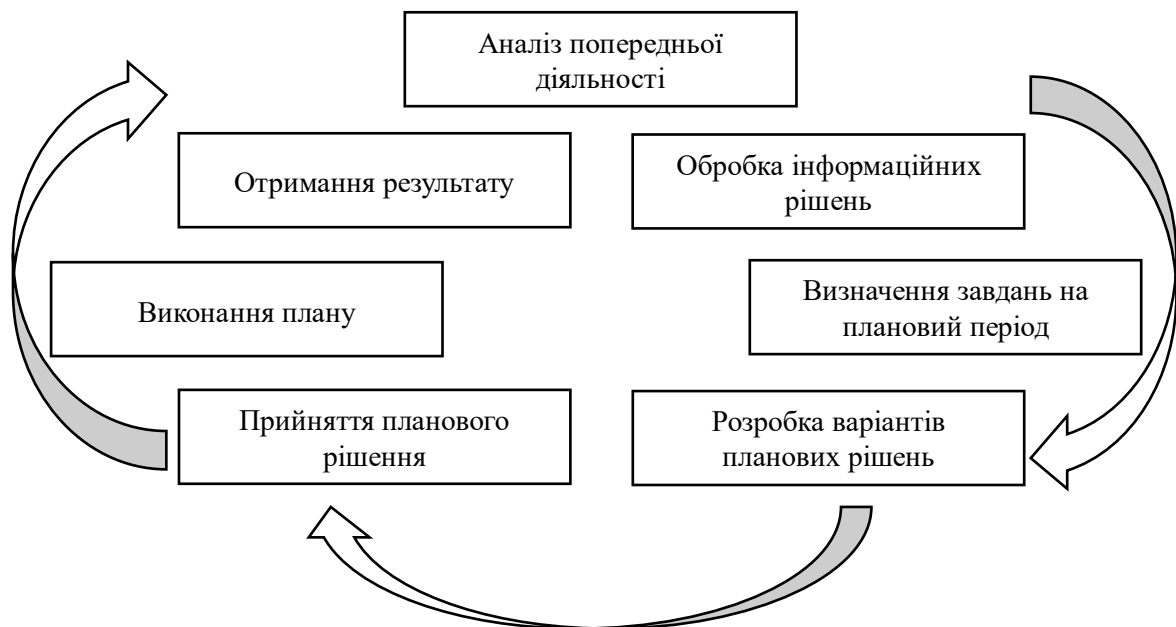 Аналіз попередньої
діяльності
Отримання результату
Обробка інформаційних
рішень
Виконання плану
Визначення завдань на
плановий період
Прийняття планового
рішення
Розробка варіантів
планових рішень